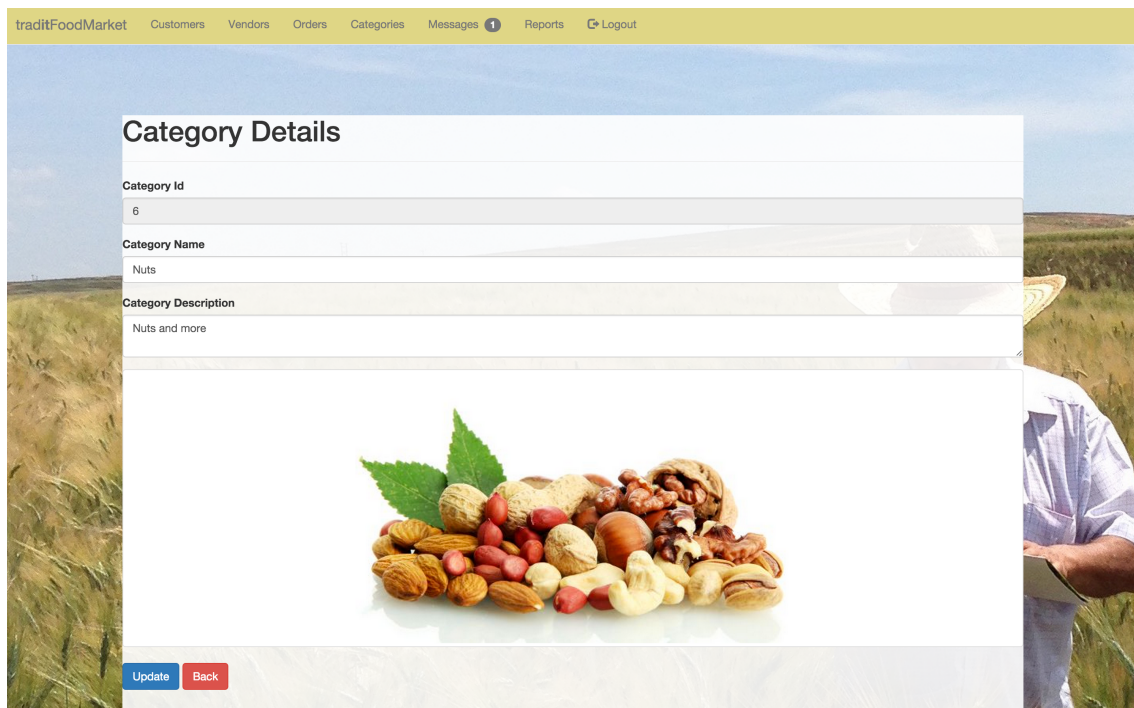 traditFoodMarket Customers Vendors Orders Categories Messages 1 Reports Logout
Category Details
Category Id
6
Category Name
Nuts
Category Description
Nuts and more
Update Back